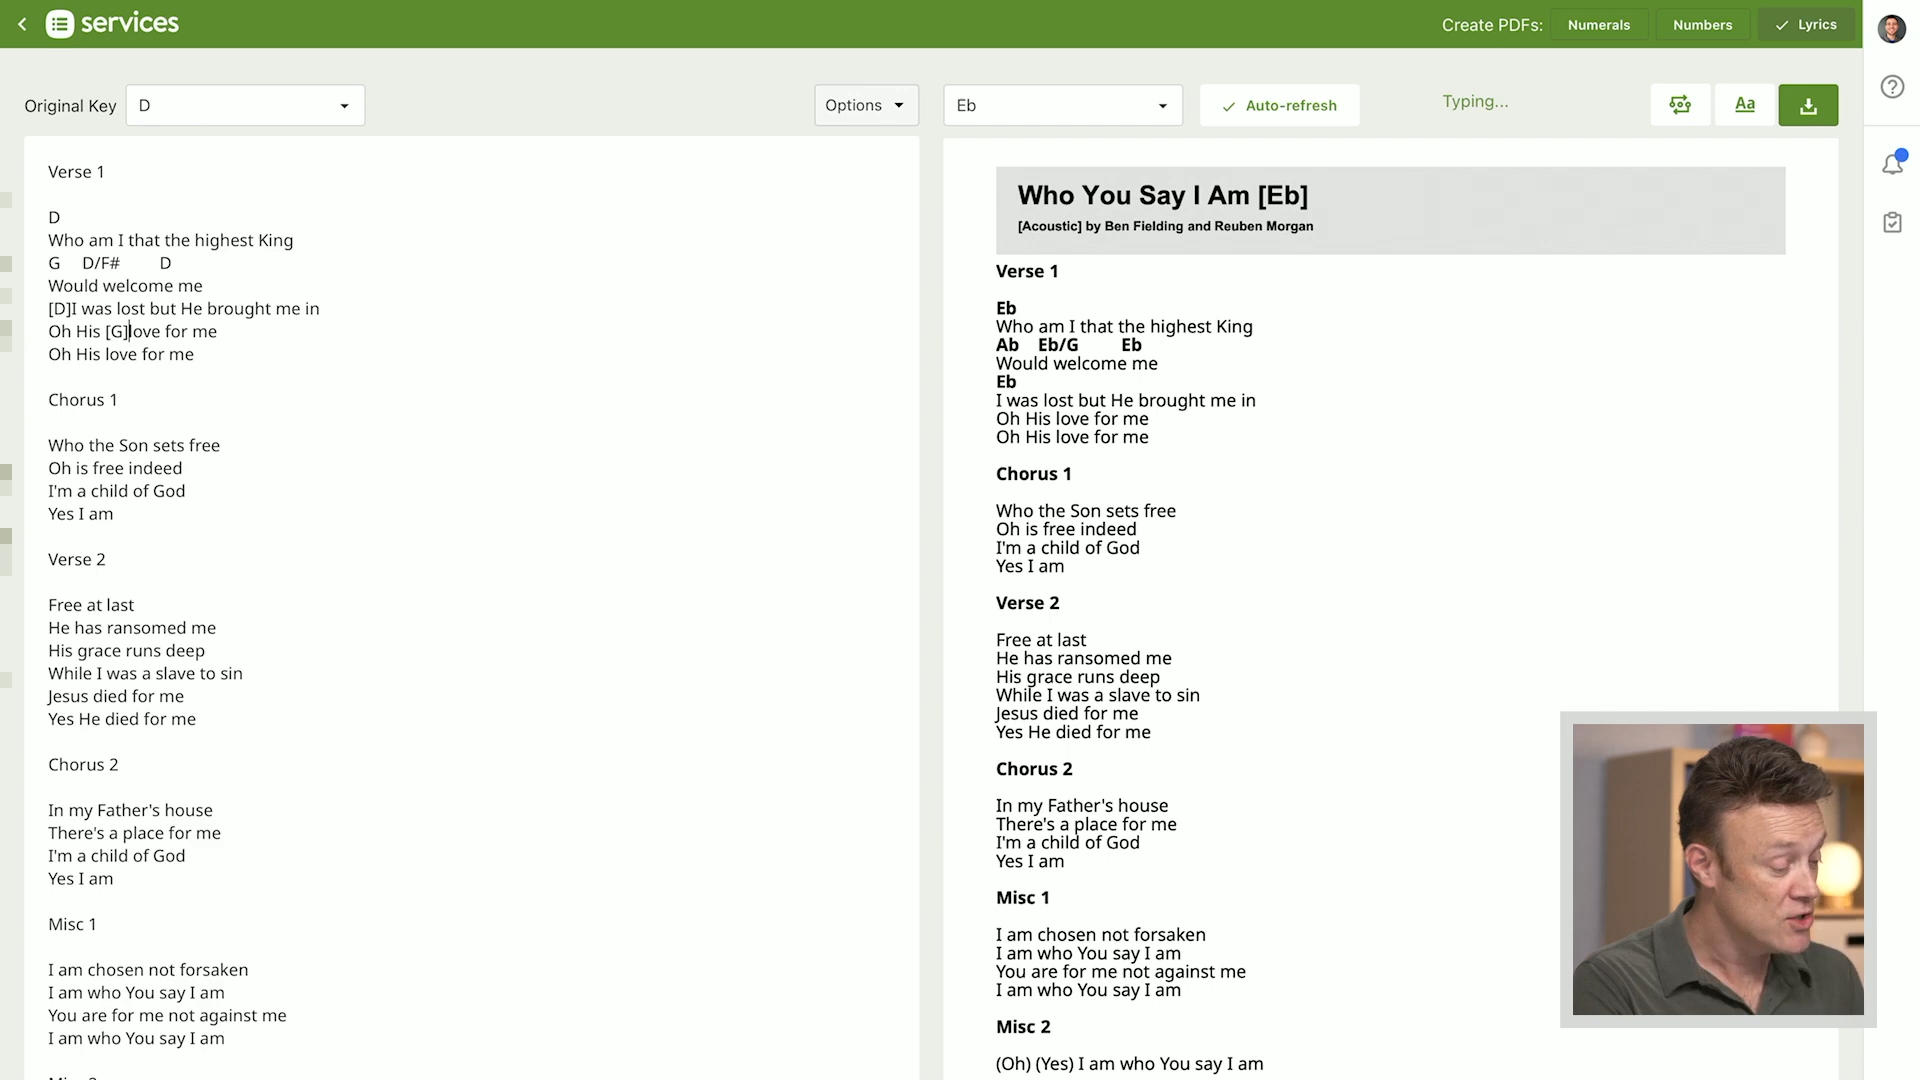 services
Create PDFs:
Numerals
Numbers
Lyrics
Original Key
D
Options
Eb
Auto-refresh
Typing...
Aa
Verse 1
D
Who am I that the highest King
G D/F# D
Would welcome me
[D]I was lost but He brought me in
Oh His [G]love for me
Oh His love for me
Chorus 1
Who the Son sets free
Oh is free indeed
I'm a child of God
Yes I am
Verse 2
Free at last
He has ransomed me
His grace runs deep
While I was a slave to sin
Jesus died for me
Yes He died for me
Chorus 2
In my Father's house
There's a place for me
I'm a child of God
Yes I am
Misc 1
I am chosen not forsaken
I am who You say I am
You are for me not against me
I am who You say I am
Who You Say I Am [Eb]
[Acoustic] by Ben Fielding and Reuben Morgan
Verse 1
Eb
Who am I that the highest King
Ab Eb/G Eb
Would welcome me
Eb
I was lost but He brought me in
Oh His love for me
Oh His love for me
Chorus 1
Who the Son sets free
Oh is free indeed
I'm a child of God
Yes I am
Verse 2
Free at last
He has ransomed me
His grace runs deep
While I was a slave to sin
Jesus died for me
Yes He died for me
Chorus 2
In my Father's house
There's a place for me
I'm a child of God
Yes I am
Misc 1
I am chosen not forsaken
I am who You say I am
You are for me not against me
I am who You say I am
Misc 2
(Oh) (Yes) I am who You say I am